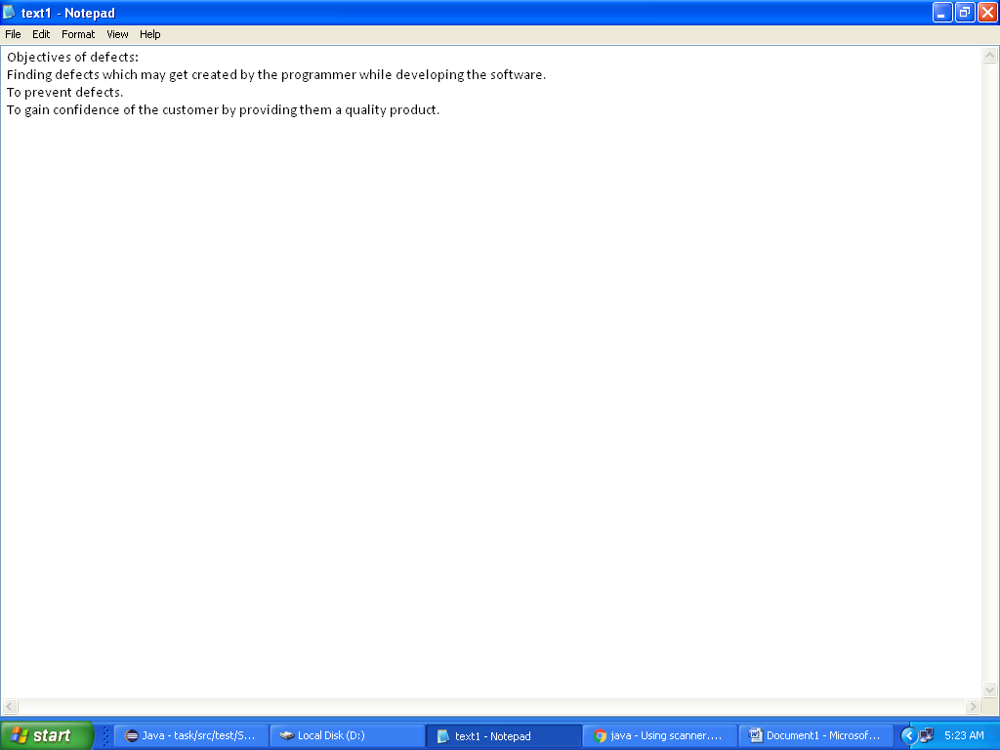 text1 - Notepad
File Edit Format View Help
Objectives of defects:
Finding defects which may get created by the programmer while developing the software.
To prevent defects.
To gain confidence of the customer by providing them a quality product.
start Java - task/src/test/S... Local Disk (D:) text1 - Notepad java - Using scanner.... Document1 - Microsof... 5:23 AM